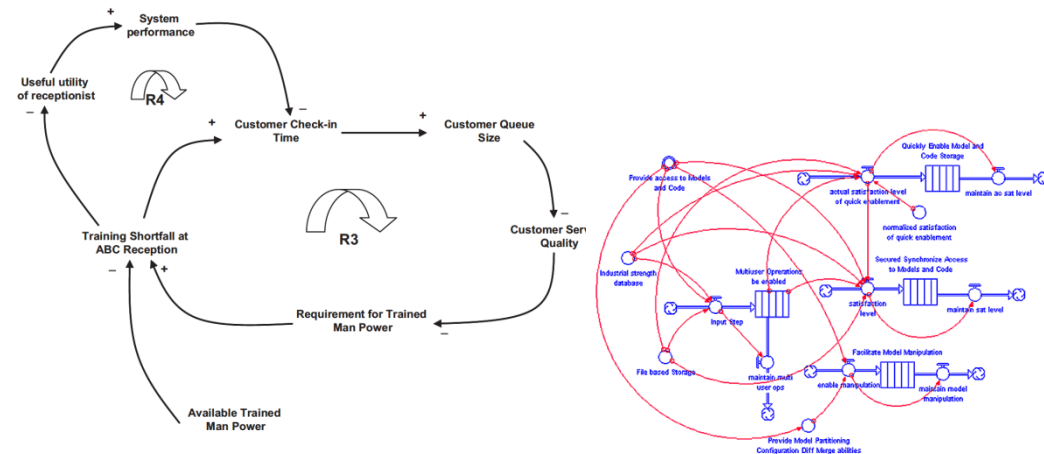 +
System
performance
Useful utility
of receptionist
R4
–
–
+
Customer Check-in
Time
+
Customer Queue
Size
–
Customer Serv
Quality
R3
Training Shortfall at
ABC Reception
–
+
Requirement for Trained
Man Power
–
Available Trained
Man Power
Quickly Enable Model and
Code Storage
Provide access to Models
and Code
actual satisfaction level
of quick enablement
maintain ao sat level
normalized satisfaction
of quick enablement
Industrial strength
database
Multiuser Operations
be enabled
Secured Synchronize Access
to Models and Code
satisfaction
level
maintain sat level
Input Step
File based Storage
maintain multi
user ops
Facilitate Model Manipulation
enable manipulation
maintain model
manipulation
Provide Model Partitioning
Configuration Diff Merge abilities